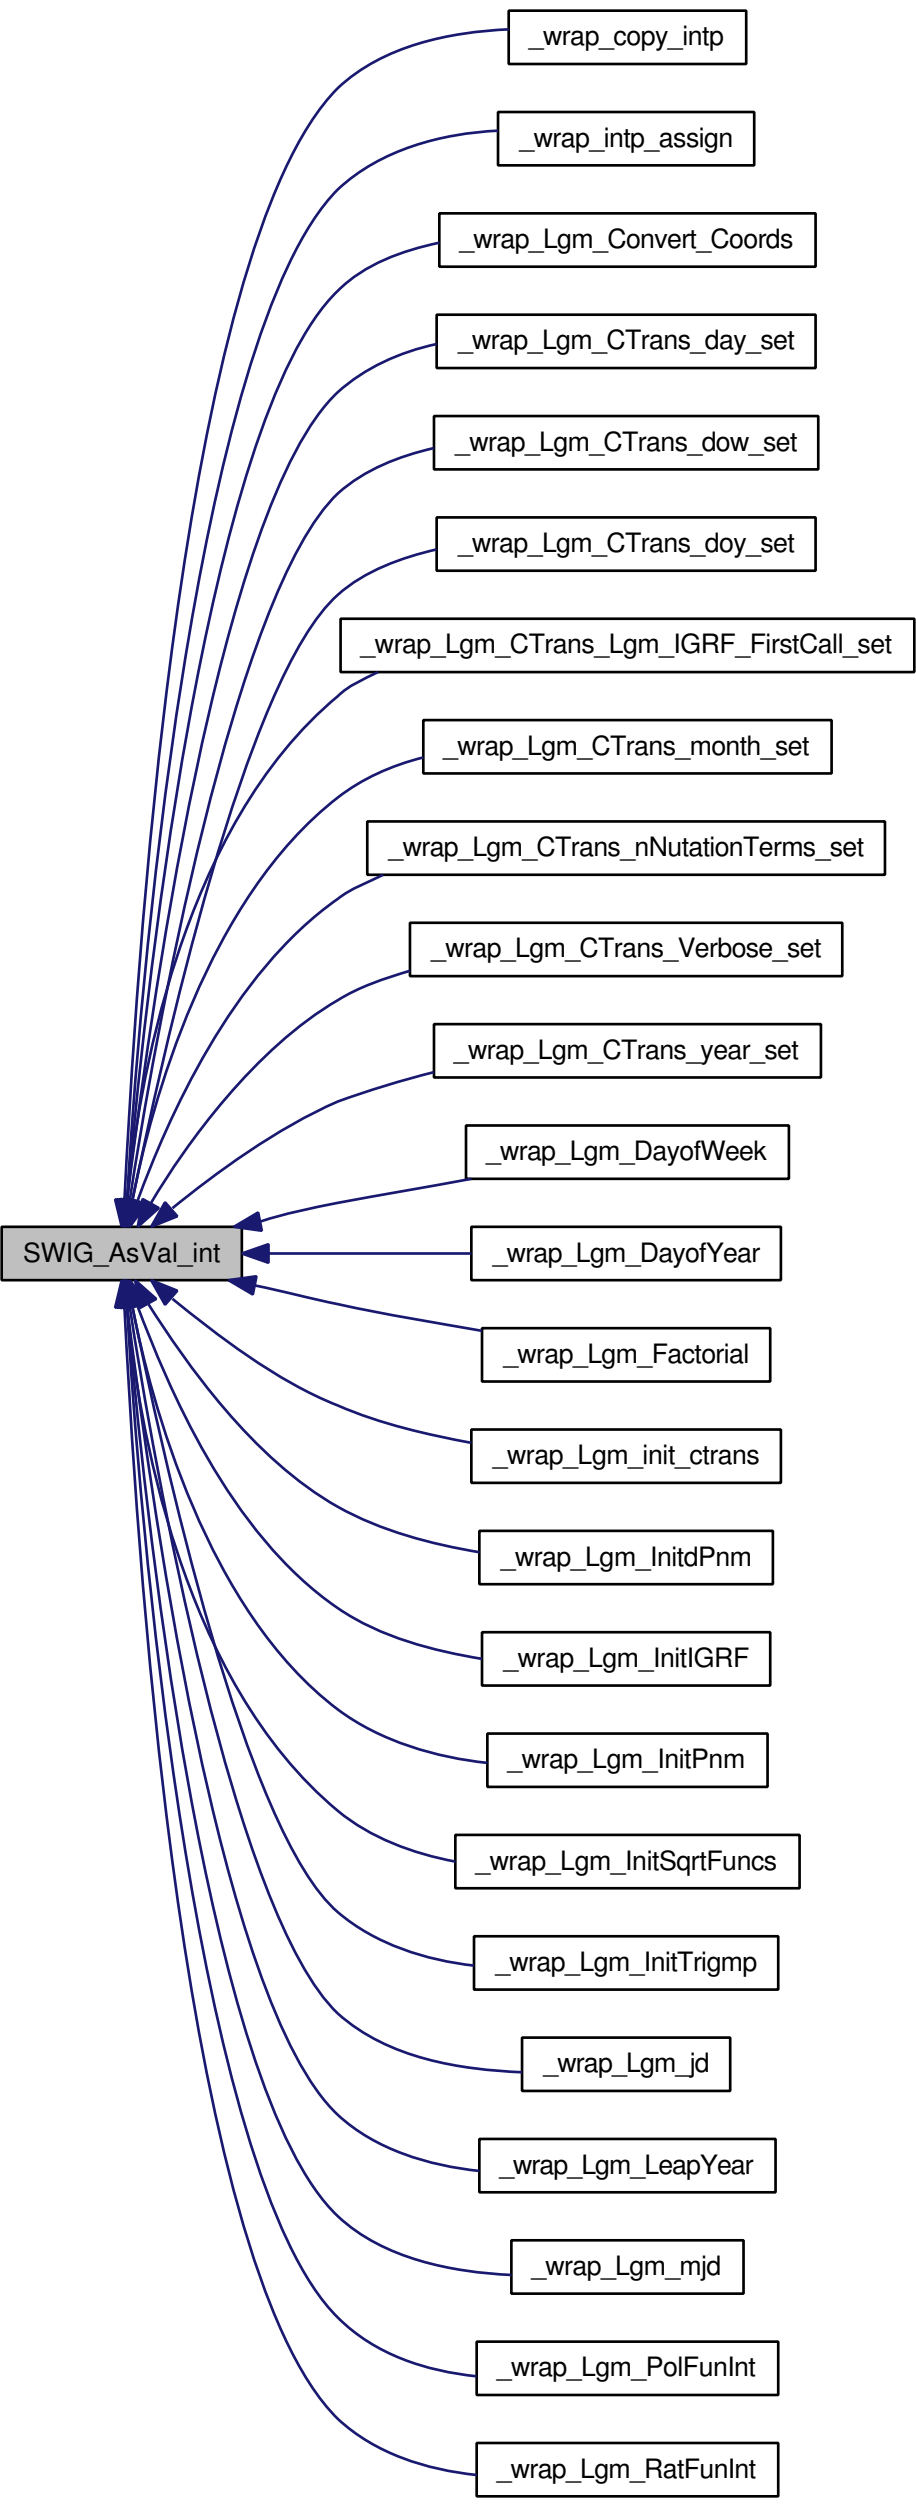 _wrap_copy_intp
_wrap_intp_assign
_wrap_Lgm_Convert_Coords
_wrap_Lgm_CTrans_day_set
_wrap_Lgm_CTrans_dow_set
_wrap_Lgm_CTrans_doy_set
_wrap_Lgm_CTrans_Lgm_IGRF_FirstCall_set
_wrap_Lgm_CTrans_month_set
_wrap_Lgm_CTrans_nNutationTerms_set
_wrap_Lgm_CTrans_Verbose_set
_wrap_Lgm_CTrans_year_set
_wrap_Lgm_DayofWeek
SWIG_AsVal_int
_wrap_Lgm_DayofYear
_wrap_Lgm_Factorial
_wrap_Lgm_init_ctrans
_wrap_Lgm_InitdPnm
_wrap_Lgm_InitIGRF
_wrap_Lgm_InitPnm
_wrap_Lgm_InitSqrtFuncs
_wrap_Lgm_InitTrigmp
_wrap_Lgm_jd
_wrap_Lgm_LeapYear
_wrap_Lgm_mjd
_wrap_Lgm_PolFunInt
_wrap_Lgm_RatFunInt